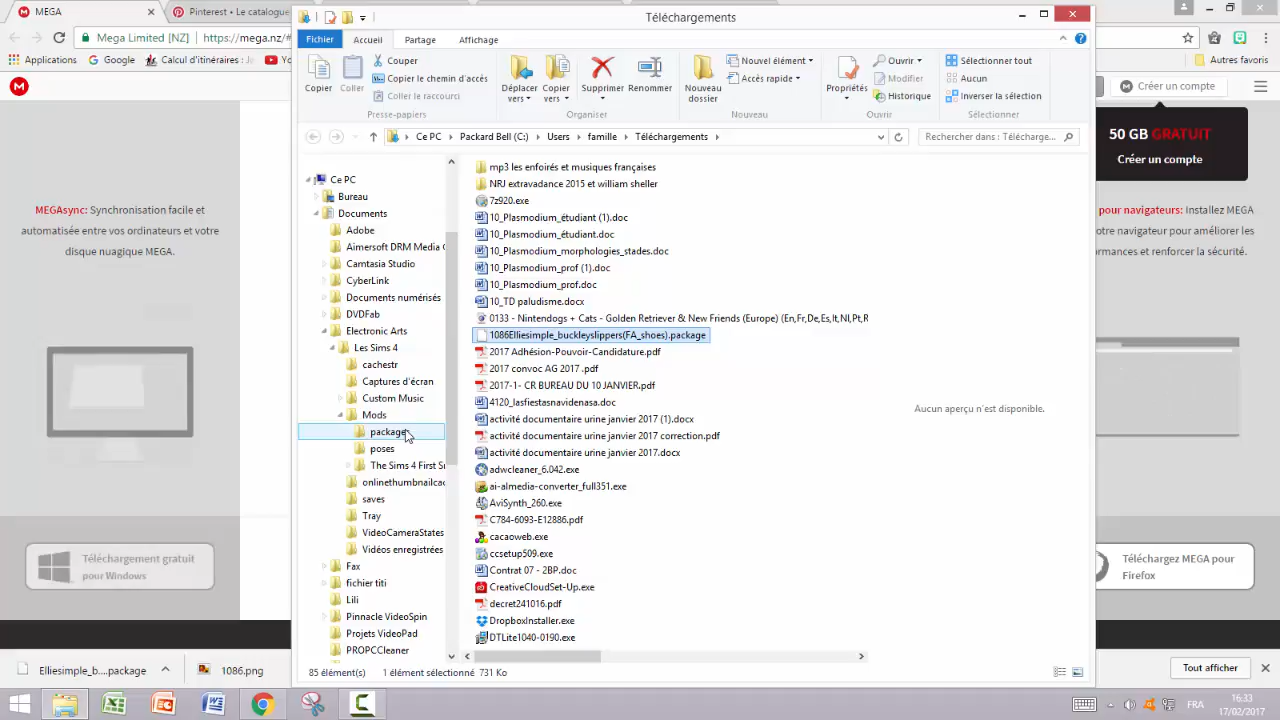 MEGA
Pinterest • Le catalogue
Téléchargements
Mega Limited [NZ]
https://mega.nz/#
Fichier
Accueil
Partage
Affichage
Applications
Google
Calcul d'itinéraires :
Yo
Autres favoris
Copier
Coller
Couper
Copier le chemin d'accès
Coller le raccourci
Presse-papiers
Déplacer vers
Copier vers
Supprimer
Renommer
Organiser
Nouveau dossier
Nouvel élément
Accès rapide
Nouveau
Propriétés
Ouvrir
Modifier
Historique
Ouvrir
Sélectionner tout
Aucun
Inverser la sélection
Sélectionner
Créer un compte
50 GB GRATUIT
Créer un compte
Ce PC
Packard Bell (C:)
Users
famille
Téléchargements
Rechercher dans : Télécharge...
MEGAsync: Synchronisation facile et
automatisée entre vos ordinateurs et votre
disque nuagique MEGA.
Téléchargement gratuit
pour Windows
Ce PC
Bureau
Documents
Adobe
Aimersoft DRM Media C
Camtasia Studio
CyberLink
Documents numérisés
DVDFab
Electronic Arts
Les Sims 4
cachestr
Captures d'écran
Custom Music
Mods
package
poses
The Sims 4 First S
onlinethumbnailcac
saves
Tray
VideoCameraStates
Vidéos enregistrées
Fax
fichier titi
Lili
Pinnacle VideoSpin
Projets VideoPad
PROPCCleaner
mp3 les enfoirés et musiques françaises
NRJ extravadance 2015 et william sheller
7z920.exe
10_Plasmodium_étudiant (1).doc
10_Plasmodium_étudiant.doc
10_Plasmodium_morphologies_stades.doc
10_Plasmodium_prof (1).doc
10_Plasmodium_prof.doc
10_TD paludisme.docx
0133 - Nintendogs + Cats - Golden Retriever & New Friends (Europe) (En,Fr,De,Es,It,Nl,Pt,R
1086Elliesimple_buckleyslippers(FA_shoes).package
2017 Adhésion-Pouvoir-Candidature.pdf
2017 convoc AG 2017 .pdf
2017-1- CR BUREAU DU 10 JANVIER.pdf
4120_lasfiestasnavidenasa.doc
activité documentaire urine janvier 2017 (1).docx
activité documentaire urine janvier 2017 correction.pdf
activité documentaire urine janvier 2017.docx
adwcleaner_6.042.exe
ai-almedia-converter_full351.exe
AviSynth_260.exe
C784-6093-E12886.pdf
cacaoweb.exe
ccsetup509.exe
Contrat 07 - 2BP.doc
CreativeCloudSet-Up.exe
decret241016.pdf
DropboxInstaller.exe
DTLite1040-0190.exe
Aucun aperçu n'est disponible.
pour navigateurs: Installez MEGA
otre navigateur pour améliorer les
ormances et renforcer la sécurité.
Téléchargez MEGA pour
Firefox
85 élément(s)
1 élément sélectionné 731 Ko
Elliesimple_b....package
1086.png
Tout afficher
FRA
16:33
17/02/2017